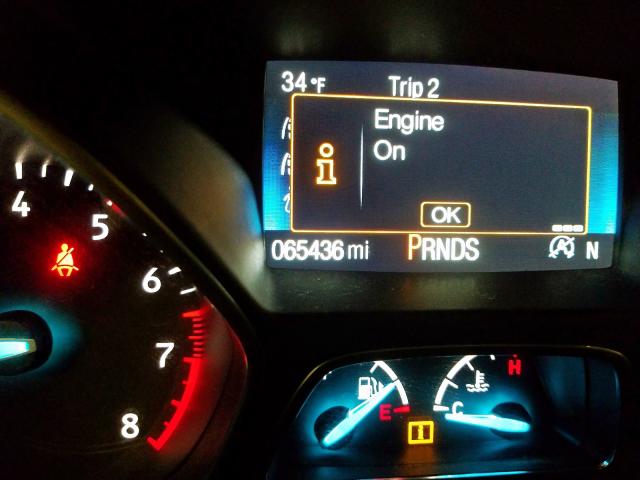 34°F Trip 2
Engine
On
OK
065436 mi PRNDS A N
4
5
6
7
8
E
C
H